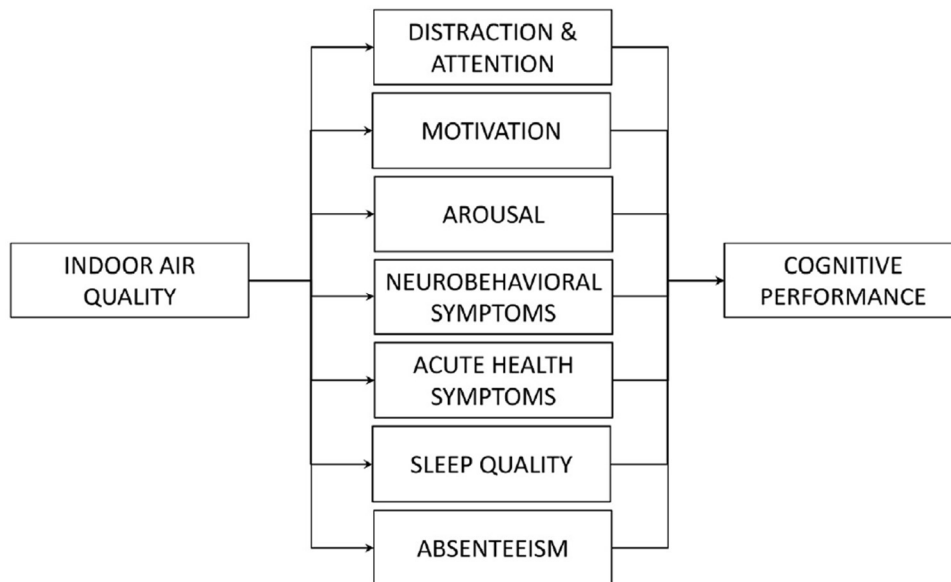 DISTRACTION &
ATTENTION
MOTIVATION
AROUSAL
INDOOR AIR
QUALITY
NEUROBEHAVIORAL
SYMPTOMS
COGNITIVE
PERFORMANCE
ACUTE HEALTH
SYMPTOMS
SLEEP QUALITY
ABSENTEEISM